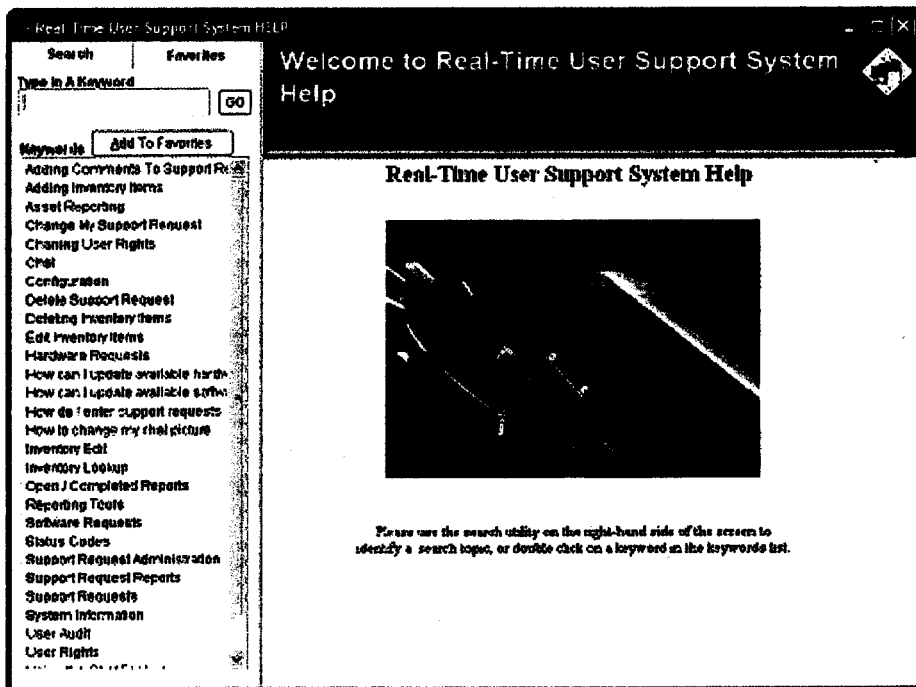 Real-Time User Support System HELP
Search
Favorites
Type In A Keyword
GO
Keywords
Add To Favorites
Adding Comments To Support Re
Adding Inventory Items
Asset Reporting
Change My Support Request
Chaning User Rights
Chat
Configuration
Delete Support Request
Deleting Inventory Items
Edit Inventory Items
Hardware Requests
How can I update available hardw
How can I update available softw
How do I enter support requests
How to change my chat picture
Inventory Edit
Inventory Lookup
Open / Completed Reports
Reporting Tools
Software Requests
Status Codes
Support Request Administration
Support Request Reports
Support Requests
System Information
User Audit
User Rights
Welcome to Real-Time User Support System
Help
Real-Time User Support System Help
Please use the search utility on the right-hand side of the screen to
identify a search topic, or double click on a keyword in the keywords list.